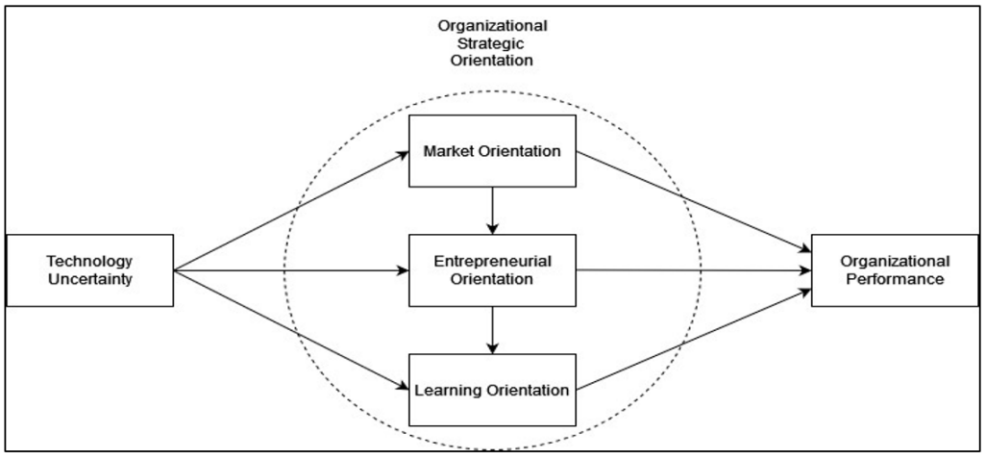 Organizational
Strategic
Orientation
Market Orientation
Technology
Uncertainty
Entrepreneurial
Orientation
Organizational
Performance
Learning Orientation